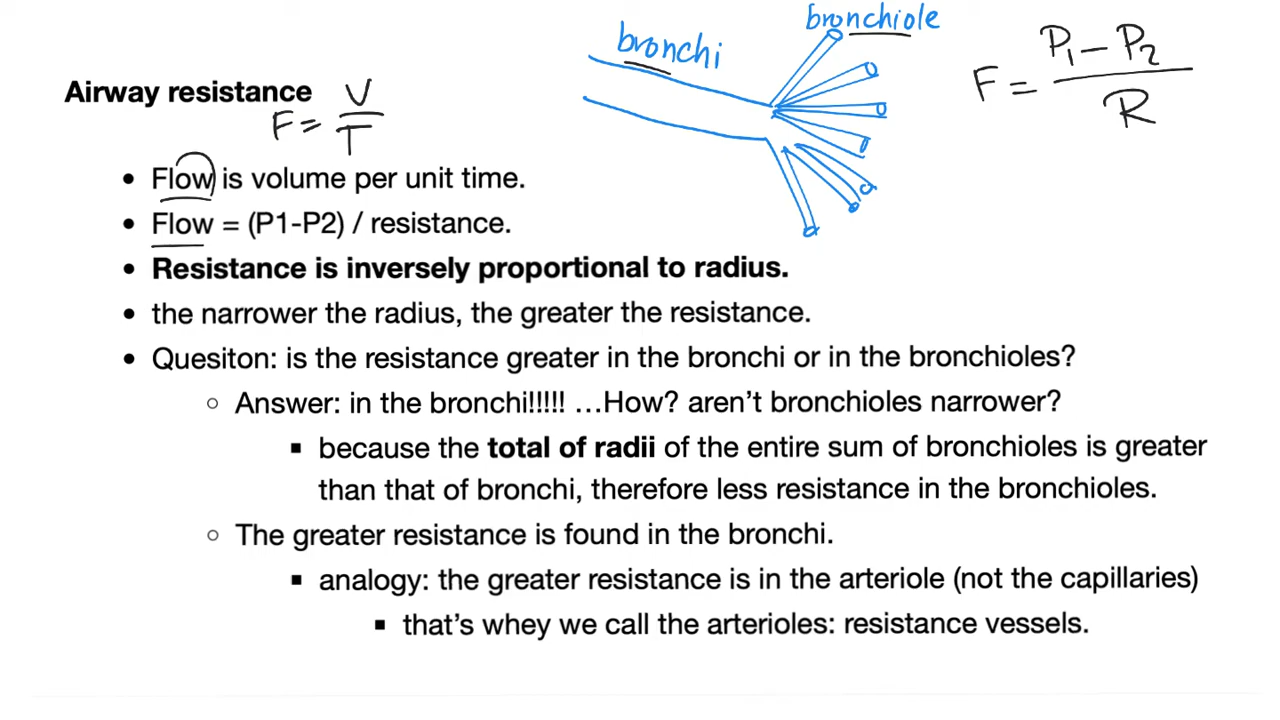 bronchi
bronchiole
F = P1 - P2 / R
Airway resistance
F = V / T
• Flow is volume per unit time.
• Flow = (P1-P2) / resistance.
• Resistance is inversely proportional to radius.
• the narrower the radius, the greater the resistance.
• Quesiton: is the resistance greater in the bronchi or in the bronchioles?
◦ Answer: in the bronchi!!!!! …How? aren’t bronchioles narrower?
▪ because the total of radii of the entire sum of bronchioles is greater
than that of bronchi, therefore less resistance in the bronchioles.
◦ The greater resistance is found in the bronchi.
▪ analogy: the greater resistance is in the arteriole (not the capillaries)
▪ that’s whey we call the arterioles: resistance vessels.